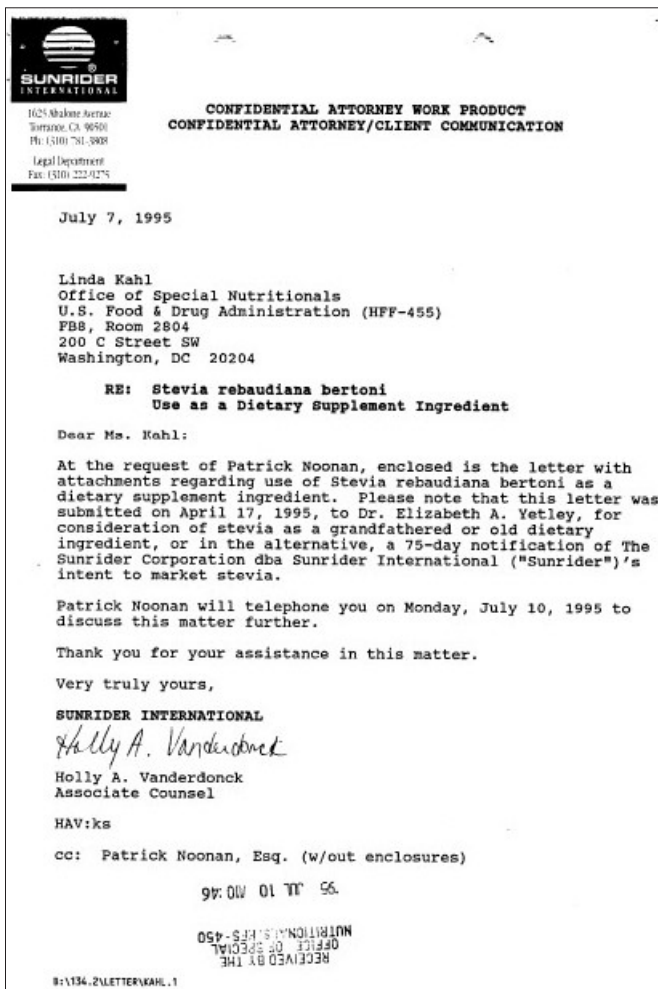 SUNRIDER
INTERNATIONAL
1625 Abalone Avenue
Torrance, CA 90501
Ph: (310) 781-3808
Legal Department
Fax: (310) 222-9275
CONFIDENTIAL ATTORNEY WORK PRODUCT
CONFIDENTIAL ATTORNEY/CLIENT COMMUNICATION
July 7, 1995
Linda Kahl
Office of Special Nutritionals
U.S. Food & Drug Administration (HFF-455)
FB8, Room 2804
200 C Street SW
Washington, DC 20204
RE: Stevia rebaudiana bertoni
Use as a Dietary Supplement Ingredient
Dear Ms. Kahl:
At the request of Patrick Noonan, enclosed is the letter with
attachments regarding use of Stevia rebaudiana bertoni as a
dietary supplement ingredient. Please note that this letter was
submitted on April 17, 1995, to Dr. Elizabeth A. Yetley, for
consideration of stevia as a grandfathered or old dietary
ingredient, or in the alternative, a 75-day notification of The
Sunrider Corporation dba Sunrider International ("Sunrider")'s
intent to market stevia.
Patrick Noonan will telephone you on Monday, July 10, 1995 to
discuss this matter further.
Thank you for your assistance in this matter.
Very truly yours,
SUNRIDER INTERNATIONAL
Holly A. Vanderdonck
Holly A. Vanderdonck
Associate Counsel
HAV:ks
cc: Patrick Noonan, Esq. (w/out enclosures)
RECEIVED BY THE
OFFICE OF SPECIAL
NUTRITIONALS, HFS-450
'95 JUL 10 A10:46
B:\134.2\LETTER\KAHL.1